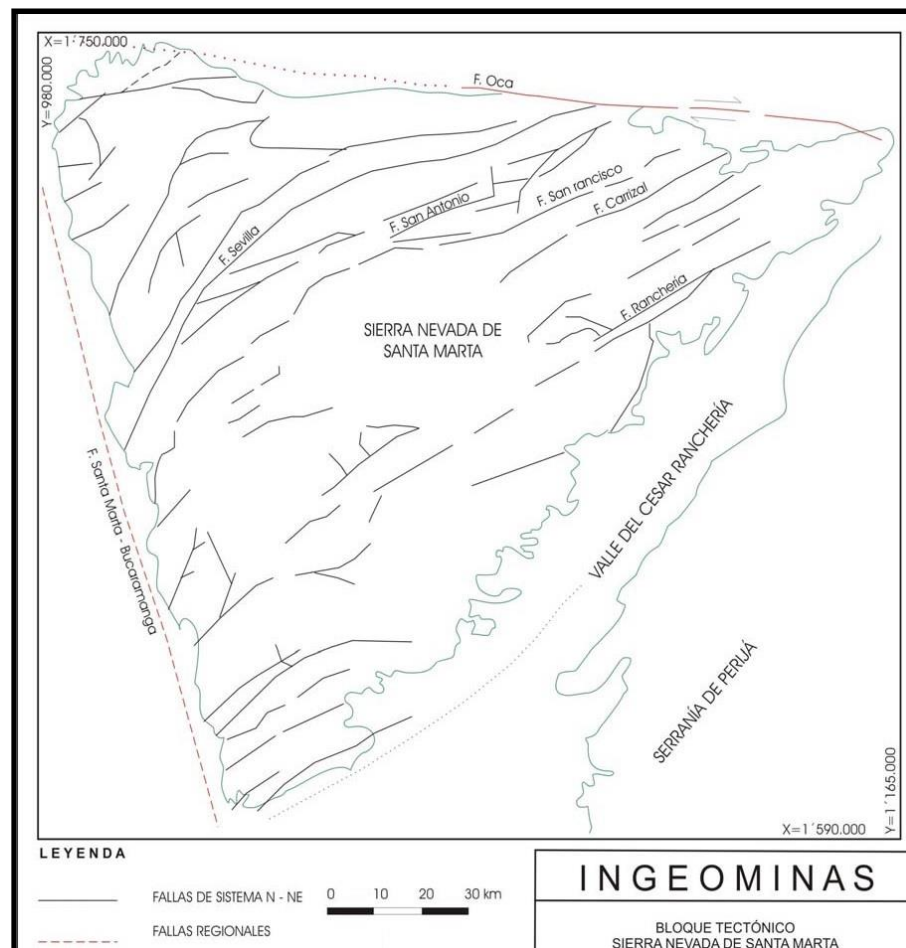 X=1´750.000
Y=980.000
F. Oca
F. San Antonio
F. San rancisco
F. Carrizal
F. Sevilla
F. Ranchería
SIERRA NEVADA DE
SANTA MARTA
F. Santa Marta - Bucaramanga
VALLE DEL CESAR RANCHERÍA
SERRANÍA DE PERIJÁ
X=1´590.000
Y=1´165.000
LEYENDA
FALLAS DE SISTEMA N - NE
0 10 20 30 km
FALLAS REGIONALES
INGEOMINAS
BLOQUE TECTÓNICO
SIERRA NEVADA DE SANTA MARTA